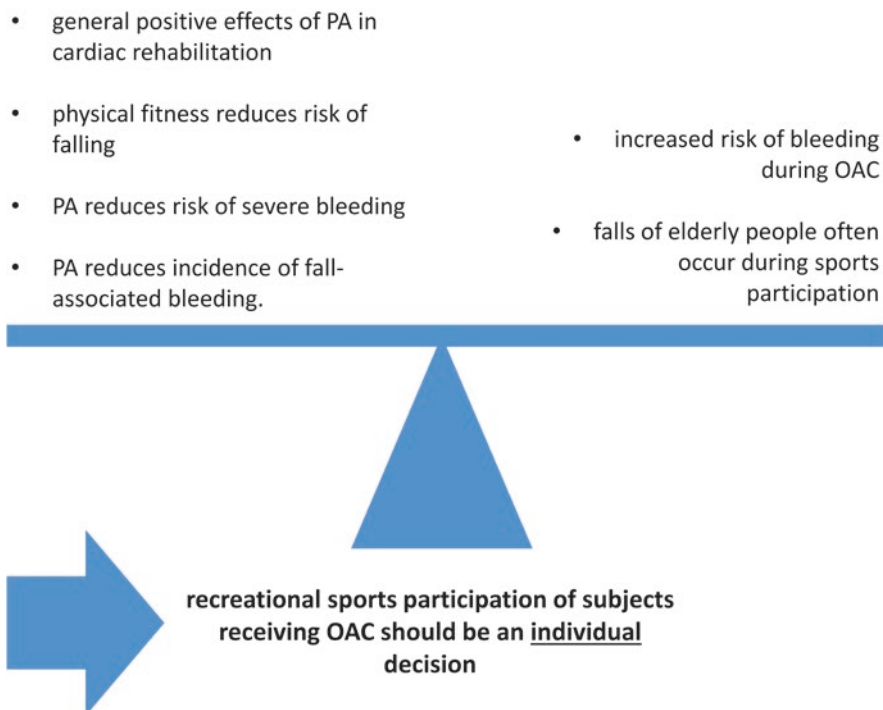 • general positive effects of PA in
cardiac rehabilitation
• physical fitness reduces risk of
falling
• PA reduces risk of severe bleeding
• PA reduces incidence of fall-
associated bleeding.
• increased risk of bleeding
during OAC
• falls of elderly people often
occur during sports
participation
recreational sports participation of subjects
receiving OAC should be an individual
decision